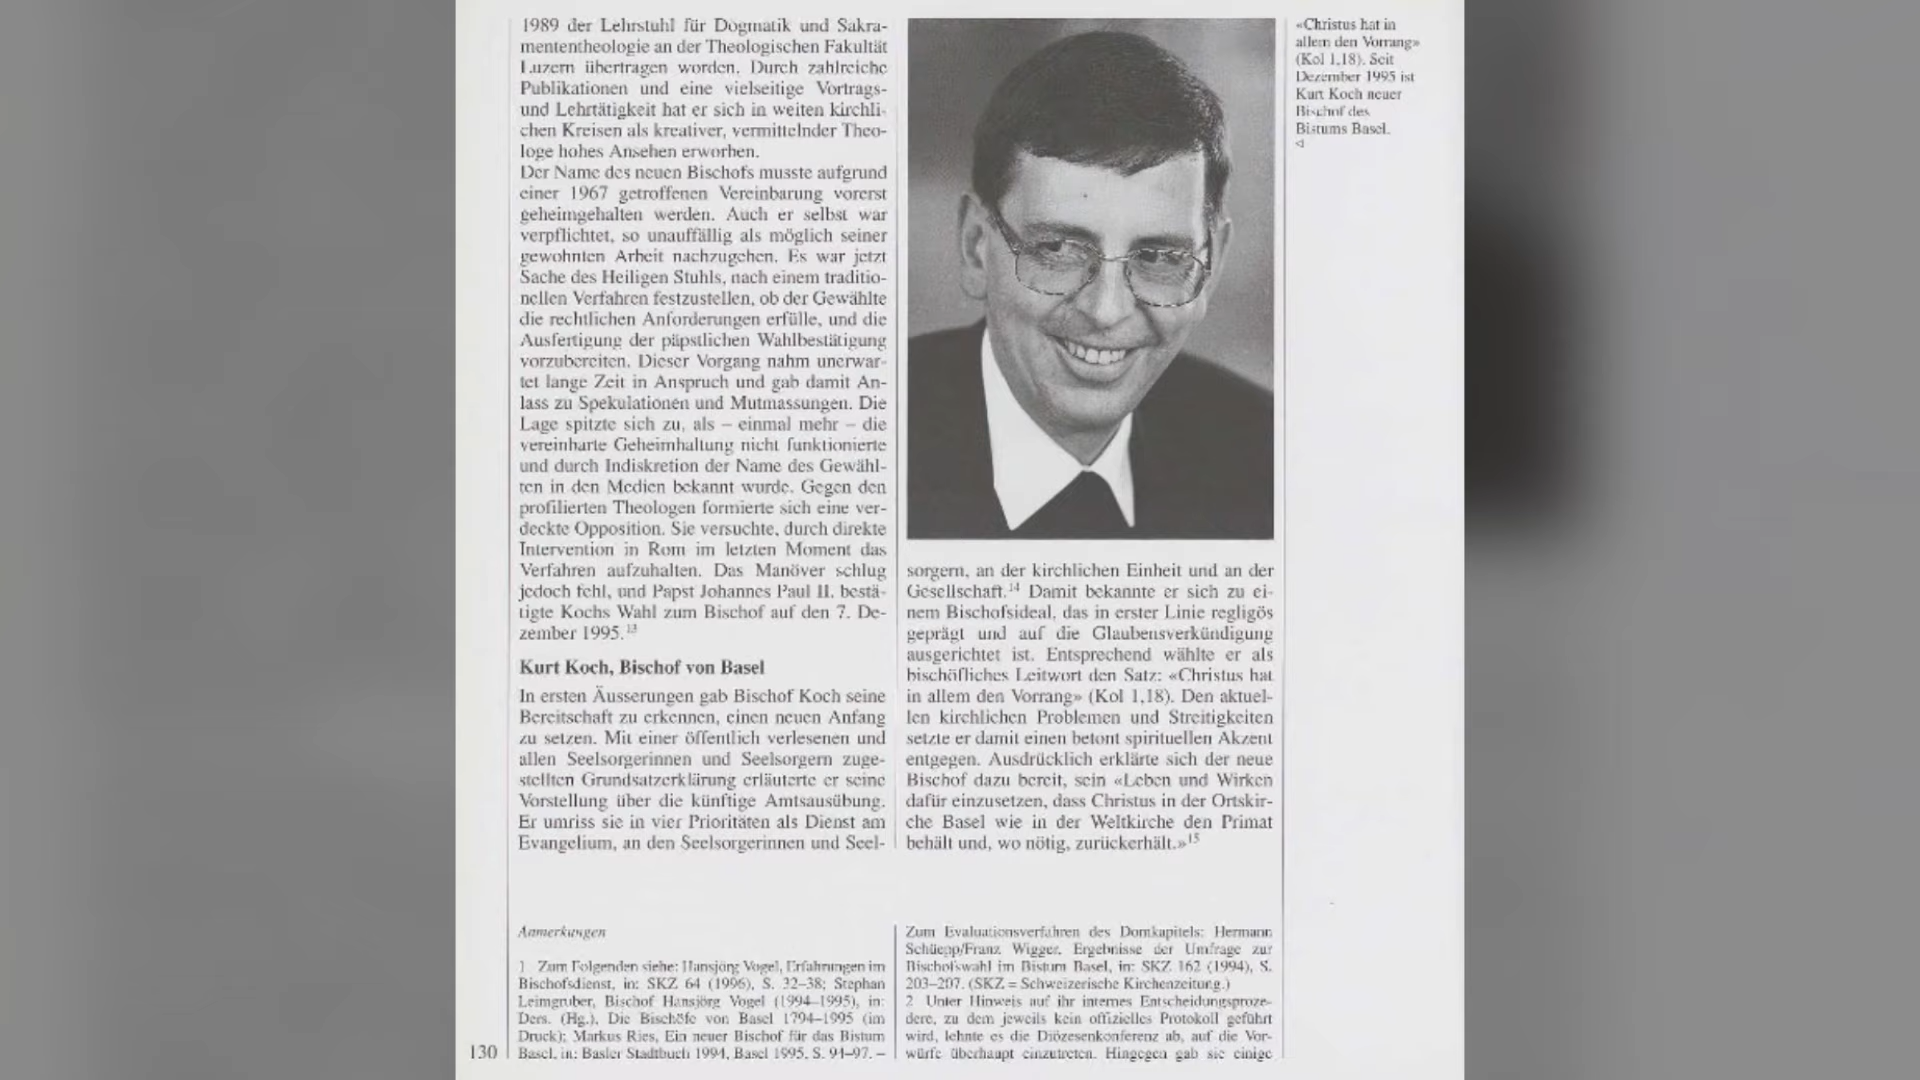 1989 der Lehrstuhl für Dogmatik und Sakra-
mententheologie an der Theologischen Fakultät
Luzern übertragen worden. Durch zahlreiche
Publikationen und eine vielseitige Vortrags-
und Lehrtätigkeit hat er sich in weiten kirchli-
chen Kreisen als kreativer, vermittelnder Theo-
loge hohes Ansehen erworben.
Der Name des neuen Bischofs musste aufgrund
einer 1967 getroffenen Vereinbarung vorerst
geheimgehalten werden. Auch er selbst war
verpflichtet, so unauffällig als möglich seiner
gewohnten Arbeit nachzugehen. Es war jetzt
Sache des Heiligen Stuhls, nach einem traditio-
nellen Verfahren festzustellen, ob der Gewählte
die rechtlichen Anforderungen erfülle, und die
Ausfertigung der päpstlichen Wahlbestätigung
vorzubereiten. Dieser Vorgang nahm unerwar-
tet lange Zeit in Anspruch und gab damit An-
lass zu Spekulationen und Mutmassungen. Die
Lage spitzte sich zu, als – einmal mehr – die
vereinbarte Geheimhaltung nicht funktionierte
und durch Indiskretion der Name des Gewähl-
ten in den Medien bekannt wurde. Gegen den
profilierten Theologen formierte sich eine ver-
deckte Opposition. Sie versuchte, durch direkte
Intervention in Rom im letzten Moment das
Verfahren aufzuhalten. Das Manöver schlug
jedoch fehl, und Papst Johannes Paul II. bestä-
tigte Kochs Wahl zum Bischof auf den 7. De-
zember 1995.13
Kurt Koch, Bischof von Basel
In ersten Äusserungen gab Bischof Koch seine
Bereitschaft zu erkennen, einen neuen Anfang
zu setzen. Mit einer öffentlich verlesenen und
allen Seelsorgerinnen und Seelsorgern zuge-
stellten Grundsatzerklärung erläuterte er seine
Vorstellung über die künftige Amtsausübung.
Er umriss sie in vier Prioritäten als Dienst am
Evangelium, an den Seelsorgerinnen und Seel-
sorgern, an der kirchlichen Einheit und an der
Gesellschaft.14 Damit bekannte er sich zu ei-
nem Bischofsideal, das in erster Linie regligös
geprägt und auf die Glaubensverkündigung
ausgerichtet ist. Entsprechend wählte er als
bischöfliches Leitwort den Satz: «Christus hat
in allem den Vorrang» (Kol 1,18). Den aktuel-
len kirchlichen Problemen und Streitigkeiten
setzte er damit einen betont spirituellen Akzent
entgegen. Ausdrücklich erklärte sich der neue
Bischof dazu bereit, sein «Leben und Wirken
dafür einzusetzen, dass Christus in der Ortskir-
che Basel wie in der Weltkirche den Primat
behält und, wo nötig, zurückerhält.»15
«Christus hat in
allem den Vorrang»
(Kol 1,18). Seit
Dezember 1995 ist
Kurt Koch neuer
Bischof des
Bistums Basel.
◁
Anmerkungen
1 Zum Folgenden siehe: Hansjörg Vogel, Erfahrungen im
Bischofsdienst, in: SKZ 64 (1996), S. 32–38; Stephan
Leimgruber, Bischof Hansjörg Vogel (1994–1995), in:
Ders. (Hg.), Die Bischöfe von Basel 1794–1995 (im
Druck); Markus Ries, Ein neuer Bischof für das Bistum
Basel, in: Basler Stadtbuch 1994, Basel 1995, S. 94–97. –
Zum Evaluationsverfahren des Domkapitels: Hermann
Schüepp/Franz Wigger, Ergebnisse der Umfrage zur
Bischofswahl im Bistum Basel, in: SKZ 162 (1994), S.
203–207. (SKZ = Schweizerische Kirchenzeitung.)
2 Unter Hinweis auf ihr internes Entscheidungsproze-
dere, zu dem jeweils kein offizielles Protokoll geführt
wird, lehnte es die Diözesenkonferenz ab, auf die Vor-
würfe überhaupt einzutreten. Hingegen gab sie einige
130